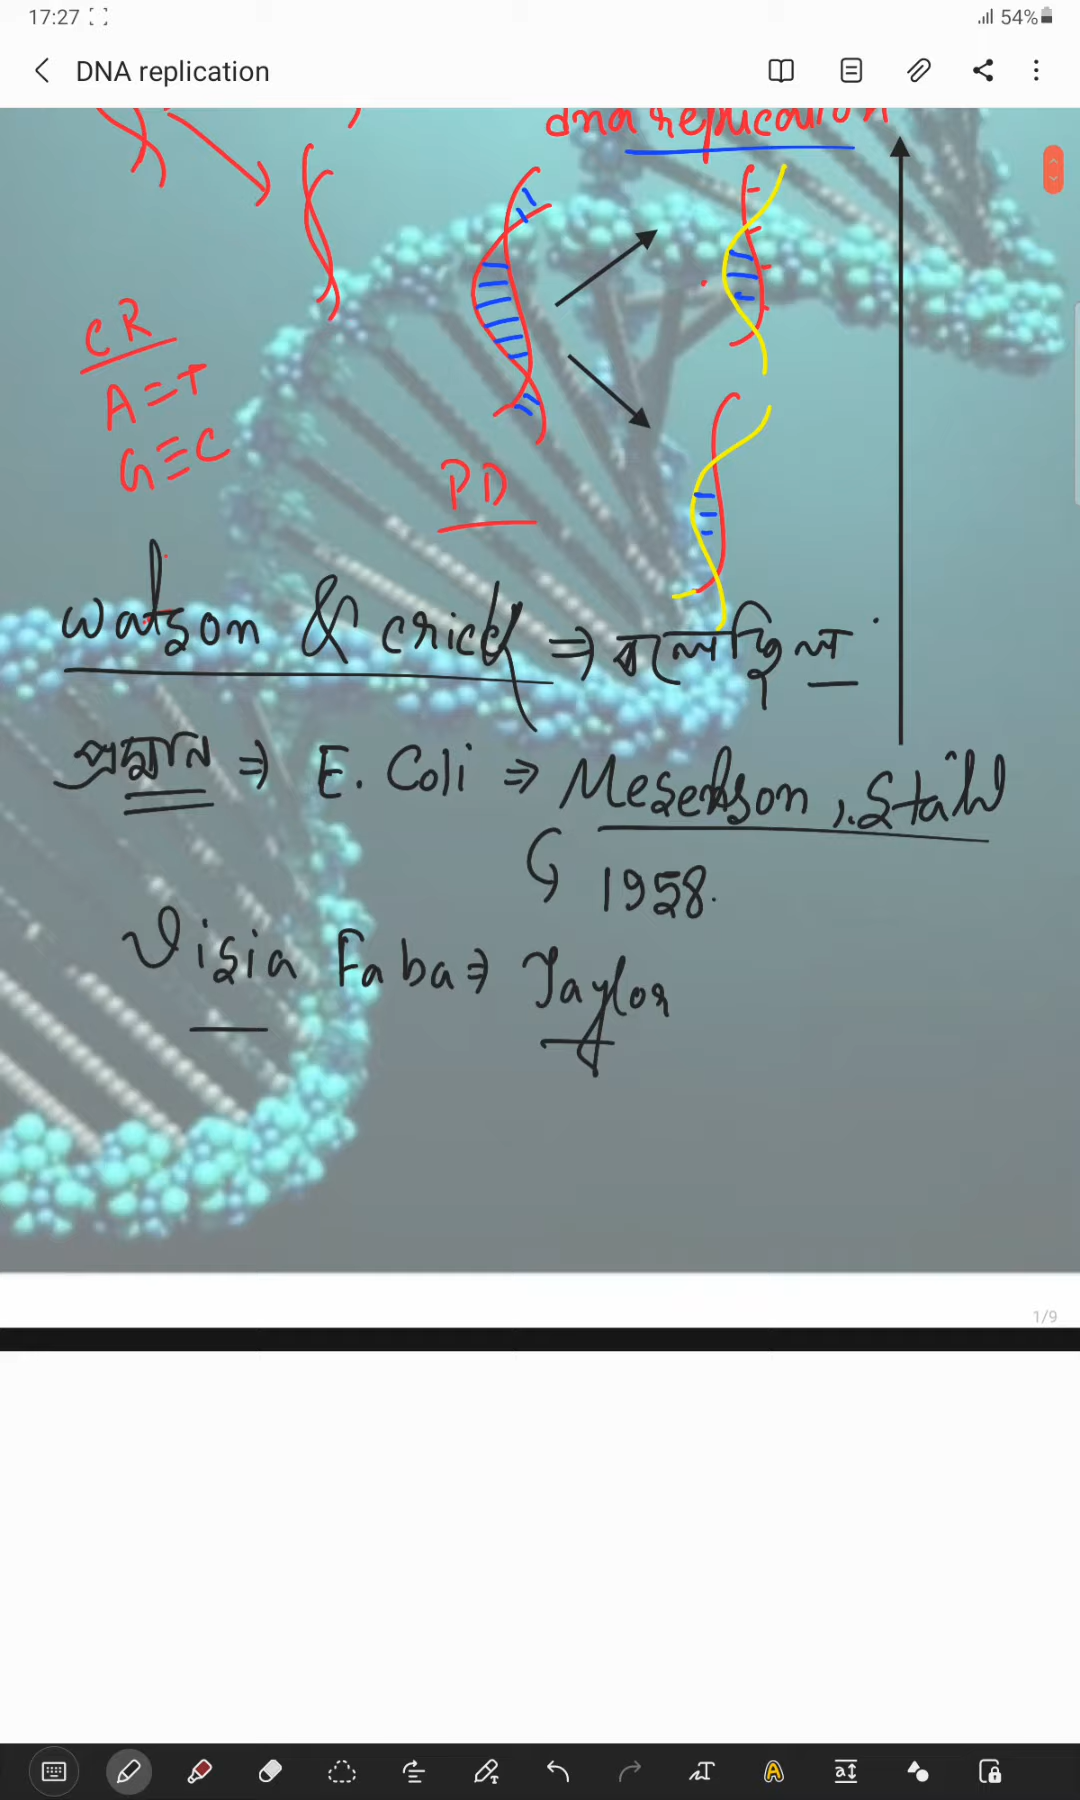 17:27
54%
DNA replication
dna replication
CR
A=T
G≡C
PD
watson & crick ⇒ বলেছিল
প্রমান ⇒ E. Coli ⇒ Meselson, Stahl
1958.
Visia Faba ⇒ Taylor
1/9